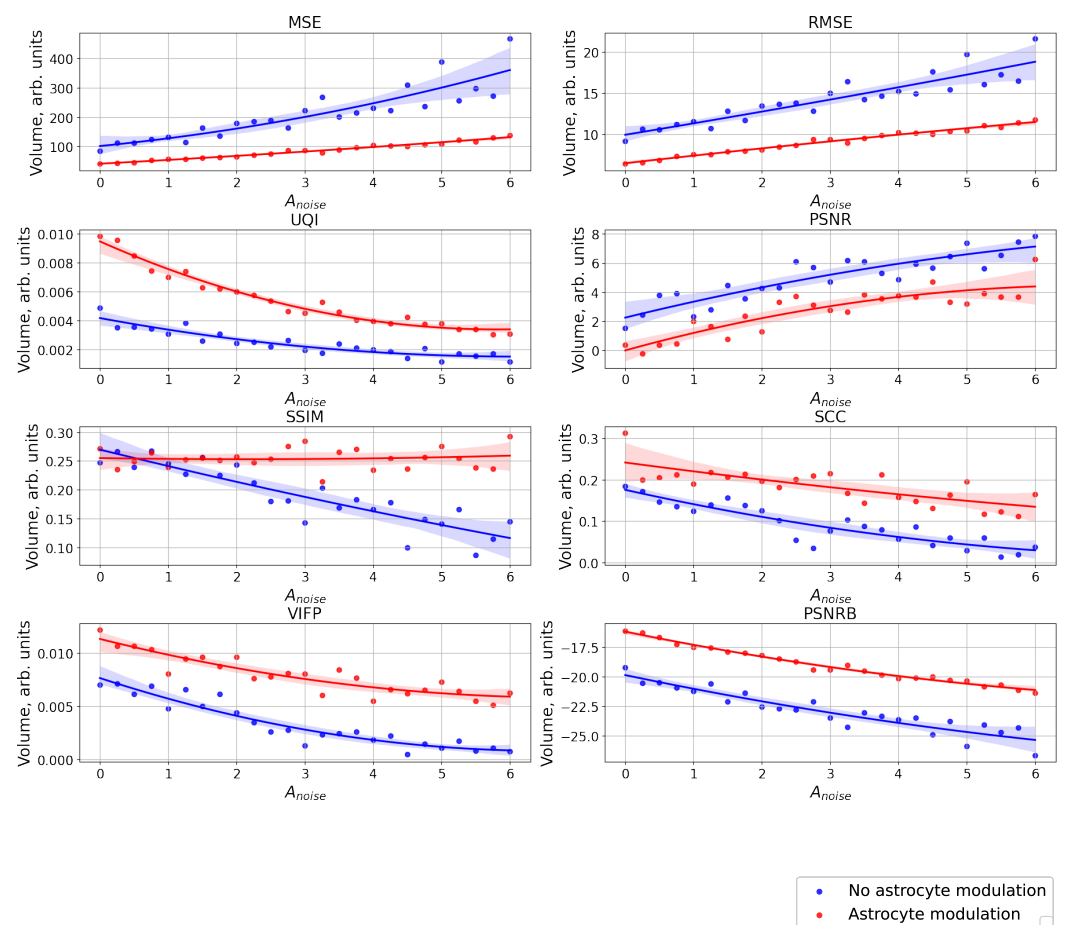 MSE
Volume, arb. units
400
300
200
100
0 1 2 3 4 5 6
A_noise
RMSE
Volume, arb. units
20
15
10
0 1 2 3 4 5 6
A_noise
UQI
Volume, arb. units
0.010
0.008
0.006
0.004
0.002
0 1 2 3 4 5 6
A_noise
PSNR
Volume, arb. units
8
6
4
2
0
0 1 2 3 4 5 6
A_noise
SSIM
Volume, arb. units
0.30
0.25
0.20
0.15
0.10
0 1 2 3 4 5 6
A_noise
SCC
Volume, arb. units
0.3
0.2
0.1
0.0
0 1 2 3 4 5 6
A_noise
VIFP
Volume, arb. units
0.010
0.005
0.000
0 1 2 3 4 5 6
A_noise
PSNRB
Volume, arb. units
−17.5
−20.0
−22.5
−25.0
0 1 2 3 4 5 6
A_noise
No astrocyte modulation
Astrocyte modulation